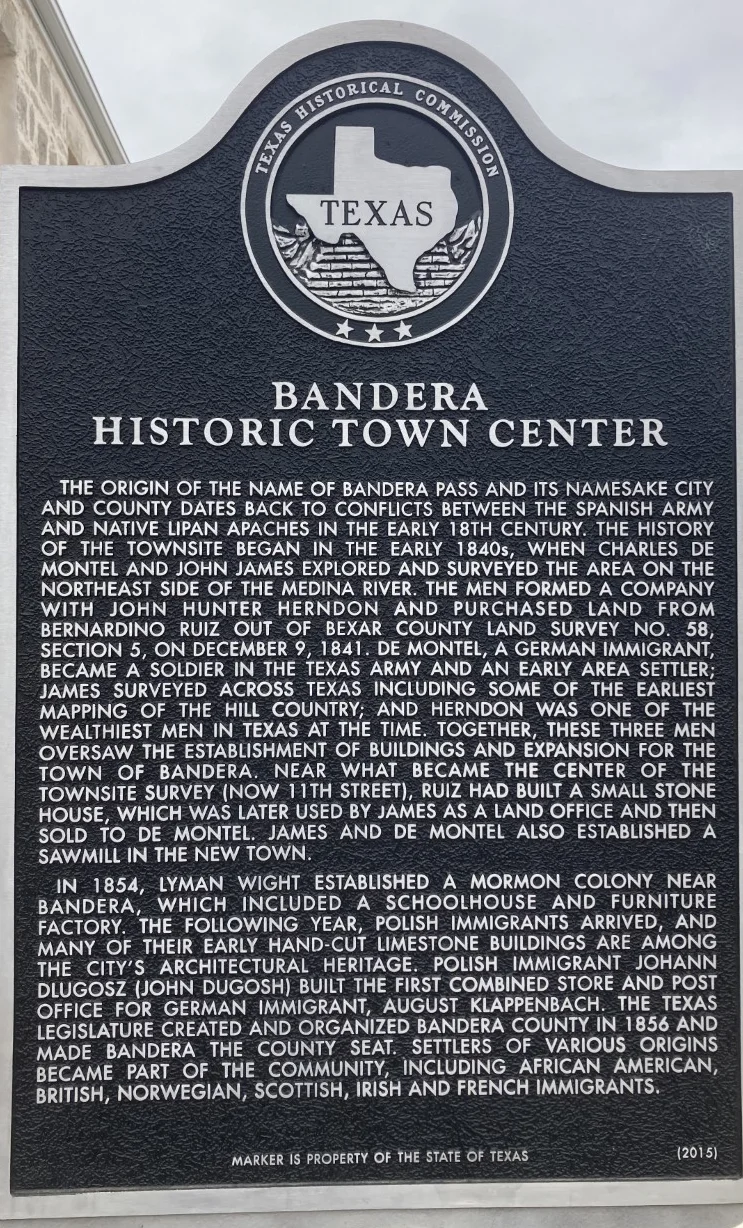 TEXAS HISTORICAL COMMISSION
TEXAS
BANDERA
HISTORIC TOWN CENTER
THE ORIGIN OF THE NAME OF BANDERA PASS AND ITS NAMESAKE CITY
AND COUNTY DATES BACK TO CONFLICTS BETWEEN THE SPANISH ARMY
AND NATIVE LIPAN APACHES IN THE EARLY 18TH CENTURY. THE HISTORY
OF THE TOWNSITE BEGAN IN THE EARLY 1840s, WHEN CHARLES DE
MONTEL AND JOHN JAMES EXPLORED AND SURVEYED THE AREA ON THE
NORTHEAST SIDE OF THE MEDINA RIVER. THE MEN FORMED A COMPANY
WITH JOHN HUNTER HERNDON AND PURCHASED LAND FROM
BERNARDINO RUIZ OUT OF BEXAR COUNTY LAND SURVEY NO. 58,
SECTION 5, ON DECEMBER 9, 1841. DE MONTEL, A GERMAN IMMIGRANT,
BECAME A SOLDIER IN THE TEXAS ARMY AND AN EARLY AREA SETTLER;
JAMES SURVEYED ACROSS TEXAS INCLUDING SOME OF THE EARLIEST
MAPPING OF THE HILL COUNTRY; AND HERNDON WAS ONE OF THE
WEALTHIEST MEN IN TEXAS AT THE TIME. TOGETHER, THESE THREE MEN
OVERSAW THE ESTABLISHMENT OF BUILDINGS AND EXPANSION FOR THE
TOWN OF BANDERA. NEAR WHAT BECAME THE CENTER OF THE
TOWNSITE SURVEY (NOW 11TH STREET), RUIZ HAD BUILT A SMALL STONE
HOUSE, WHICH WAS LATER USED BY JAMES AS A LAND OFFICE AND THEN
SOLD TO DE MONTEL. JAMES AND DE MONTEL ALSO ESTABLISHED A
SAWMILL IN THE NEW TOWN.
IN 1854, LYMAN WIGHT ESTABLISHED A MORMON COLONY NEAR
BANDERA, WHICH INCLUDED A SCHOOLHOUSE AND FURNITURE
FACTORY. THE FOLLOWING YEAR, POLISH IMMIGRANTS ARRIVED, AND
MANY OF THEIR EARLY HAND-CUT LIMESTONE BUILDINGS ARE AMONG
THE CITY'S ARCHITECTURAL HERITAGE. POLISH IMMIGRANT JOHANN
DLUGOSZ (JOHN DUGOSH) BUILT THE FIRST COMBINED STORE AND POST
OFFICE FOR GERMAN IMMIGRANT, AUGUST KLAPPENBACH. THE TEXAS
LEGISLATURE CREATED AND ORGANIZED BANDERA COUNTY IN 1856 AND
MADE BANDERA THE COUNTY SEAT. SETTLERS OF VARIOUS ORIGINS
BECAME PART OF THE COMMUNITY, INCLUDING AFRICAN AMERICAN,
BRITISH, NORWEGIAN, SCOTTISH, IRISH AND FRENCH IMMIGRANTS.
(2015)
MARKER IS PROPERTY OF THE STATE OF TEXAS